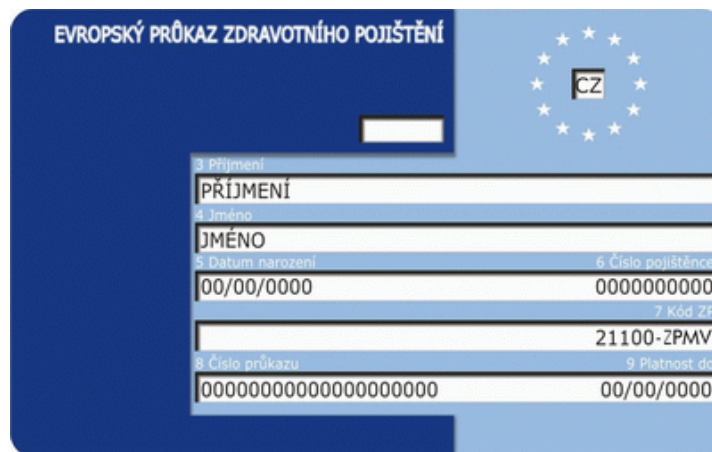 EVROPSKÝ PRŮKAZ ZDRAVOTNÍHO POJIŠTĚNÍ
CZ
3 Příjmení
PŘÍJMENÍ
4 Jméno
JMÉNO
5 Datum narození 6 Číslo pojištěnce
00/00/0000 0000000000
7 Kód ZP
21100-ZPMV
8 Číslo průkazu 9 Platnost do
00000000000000000000 00/00/0000